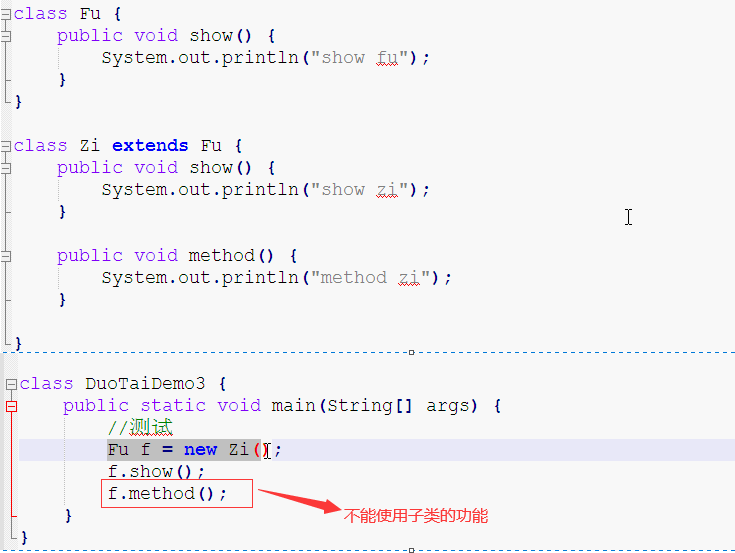 class Fu {
    public void show() {
        System.out.println("show fu");
    }
}
class Zi extends Fu {
    public void show() {
        System.out.println("show zi");
    }
    public void method() {
        System.out.println("method zi");
    }
}
class DuoTaiDemo3 {
    public static void main(String[] args) {
        //测试
        Fu f = new Zi();
        f.show();
        f.method();
    }
不能使用子类的功能
}